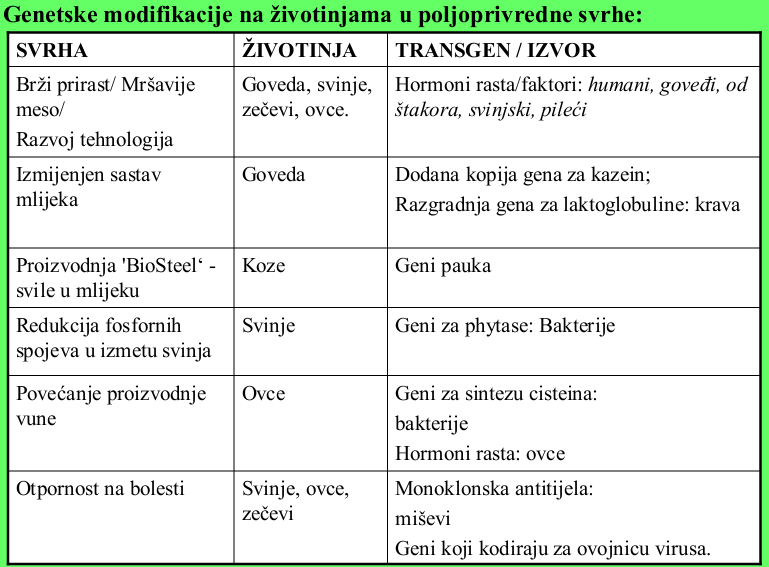 Genetske modifikacije na životinjama u poljoprivredne svrhe:
SVRHA ŽIVOTINJA TRANSGEN / IZVOR
Brži prirast/ Mršavije
meso/
Razvoj tehnologija
Goveda, svinje,
zečevi, ovce.
Hormoni rasta/faktori: humani, goveđi, od
štakora, svinjski, pileći
Izmijenjen sastav
mlijeka
Goveda
Dodana kopija gena za kazein;
Razgradnja gena za laktoglobuline: krava
Proizvodnja 'BioSteel‘ -
svile u mlijeku
Koze
Geni pauka
Redukcija fosfornih
spojeva u izmetu svinja
Svinje
Geni za phytase: Bakterije
Povećanje proizvodnje
vune
Ovce
Geni za sintezu cisteina:
bakterije
Hormoni rasta: ovce
Otpornost na bolesti
Svinje, ovce,
zečevi
Monoklonska antitijela:
miševi
Geni koji kodiraju za ovojnicu virusa.